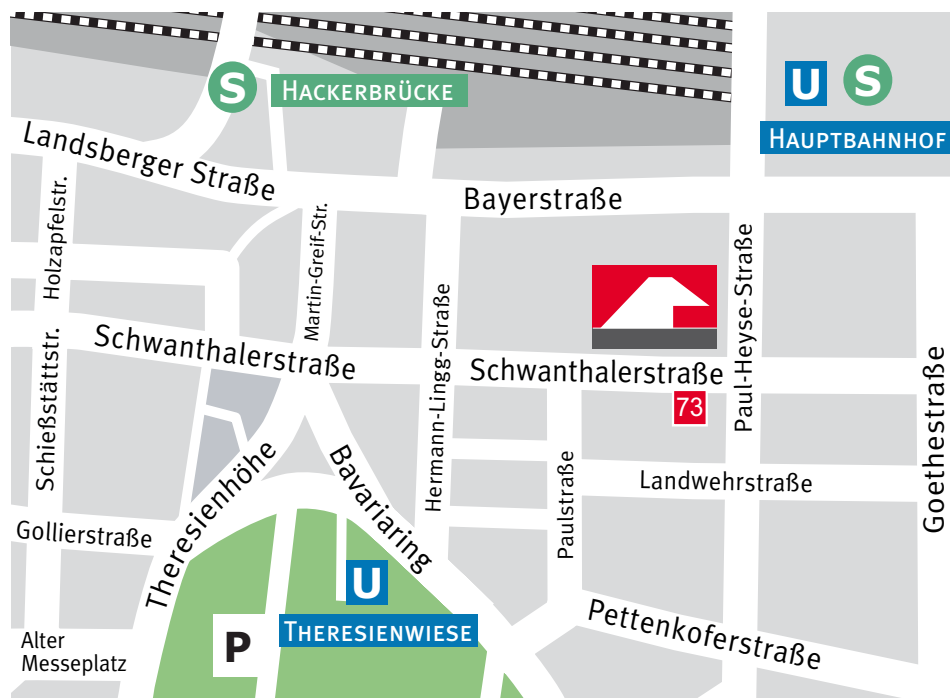 S
HACKERBRÜCKE
U
S
HAUPTBAHNHOF
Landsberger Straße
Bayerstraße
Holzapfelstr.
Martin-Greif-Str.
Paul-Heyse-Straße
Hermann-Lingg-Straße
Schwanthalerstraße
Schwanthalerstraße
73
Schießstättstr.
Goethestraße
Theresienhöhe
Bavariaring
Landwehrstraße
Paulstraße
Gollierstraße
U
THERESIENWIESE
P
Pettenkoferstraße
Alter
Messeplatz